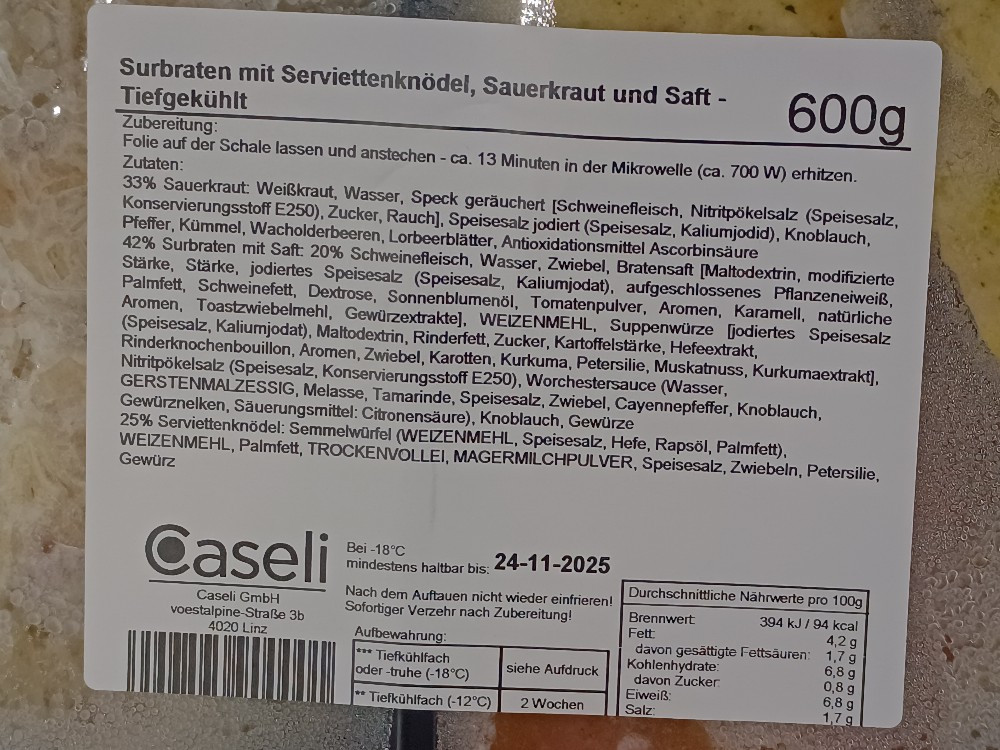 Surbraten mit Serviettenknödel, Sauerkraut und Saft -
Tiefgekühlt
600g
Zubereitung:
Folie auf der Schale lassen und anstechen - ca. 13 Minuten in der Mikrowelle (ca. 700 W) erhitzen.
Zutaten:
33% Sauerkraut: Weißkraut, Wasser, Speck geräuchert [Schweinefleisch, Nitritpökelsalz (Speisesalz,
Konservierungsstoff E250), Zucker, Rauch], Speisesalz jodiert (Speisesalz, Kaliumjodid), Knoblauch,
Pfeffer, Kümmel, Wacholderbeeren, Lorbeerblätter, Antioxidationsmittel Ascorbinsäure
42% Surbraten mit Saft: 20% Schweinefleisch, Wasser, Zwiebel, Bratensaft [Maltodextrin, modifizierte
Stärke, Stärke, jodiertes Speisesalz (Speisesalz, Kaliumjodat), aufgeschlossenes Pflanzeneiweiß,
Palmfett, Schweinefett, Dextrose, Sonnenblumenöl, Tomatenpulver, Aromen, Karamell, natürliche
Aromen, Toastzwiebelmehl, Gewürzextrakte], WEIZENMEHL, Suppenwürze [jodiertes Speisesalz
(Speisesalz, Kaliumjodat), Maltodextrin, Rinderfett, Zucker, Kartoffelstärke, Hefeextrakt,
Rinderknochenbouillon, Aromen, Zwiebel, Karotten, Kurkuma, Petersilie, Muskatnuss, Kurkumaextrakt],
Nitritpökelsalz (Speisesalz, Konservierungsstoff E250), Worchestersauce (Wasser,
GERSTENMALZESSIG, Melasse, Tamarinde, Speisesalz, Zwiebel, Cayennepfeffer, Knoblauch,
Gewürznelken, Säuerungsmittel: Citronensäure), Knoblauch, Gewürze
25% Serviettenknödel: Semmelwürfel (WEIZENMEHL, Speisesalz, Hefe, Rapsöl, Palmfett),
WEIZENMEHL, Palmfett, TROCKENVOLLEI, MAGERMILCHPULVER, Speisesalz, Zwiebeln, Petersilie,
Gewürz
Caseli
Caseli GmbH
voestalpine-Straße 3b
4020 Linz
Bei -18°C
mindestens haltbar bis: 24-11-2025
Nach dem Auftauen nicht wieder einfrieren!
Sofortiger Verzehr nach Zubereitung!
Aufbewahrung:
*** Tiefkühlfach
oder -truhe (-18°C) siehe Aufdruck
** Tiefkühlfach (-12°C) 2 Wochen
Durchschnittliche Nährwerte pro 100g
Brennwert: 394 kJ / 94 kcal
Fett: 4,2 g
davon gesättigte Fettsäuren: 1,7 g
Kohlenhydrate: 6,8 g
davon Zucker: 0,8 g
Eiweiß: 6,8 g
Salz: 1,7 g